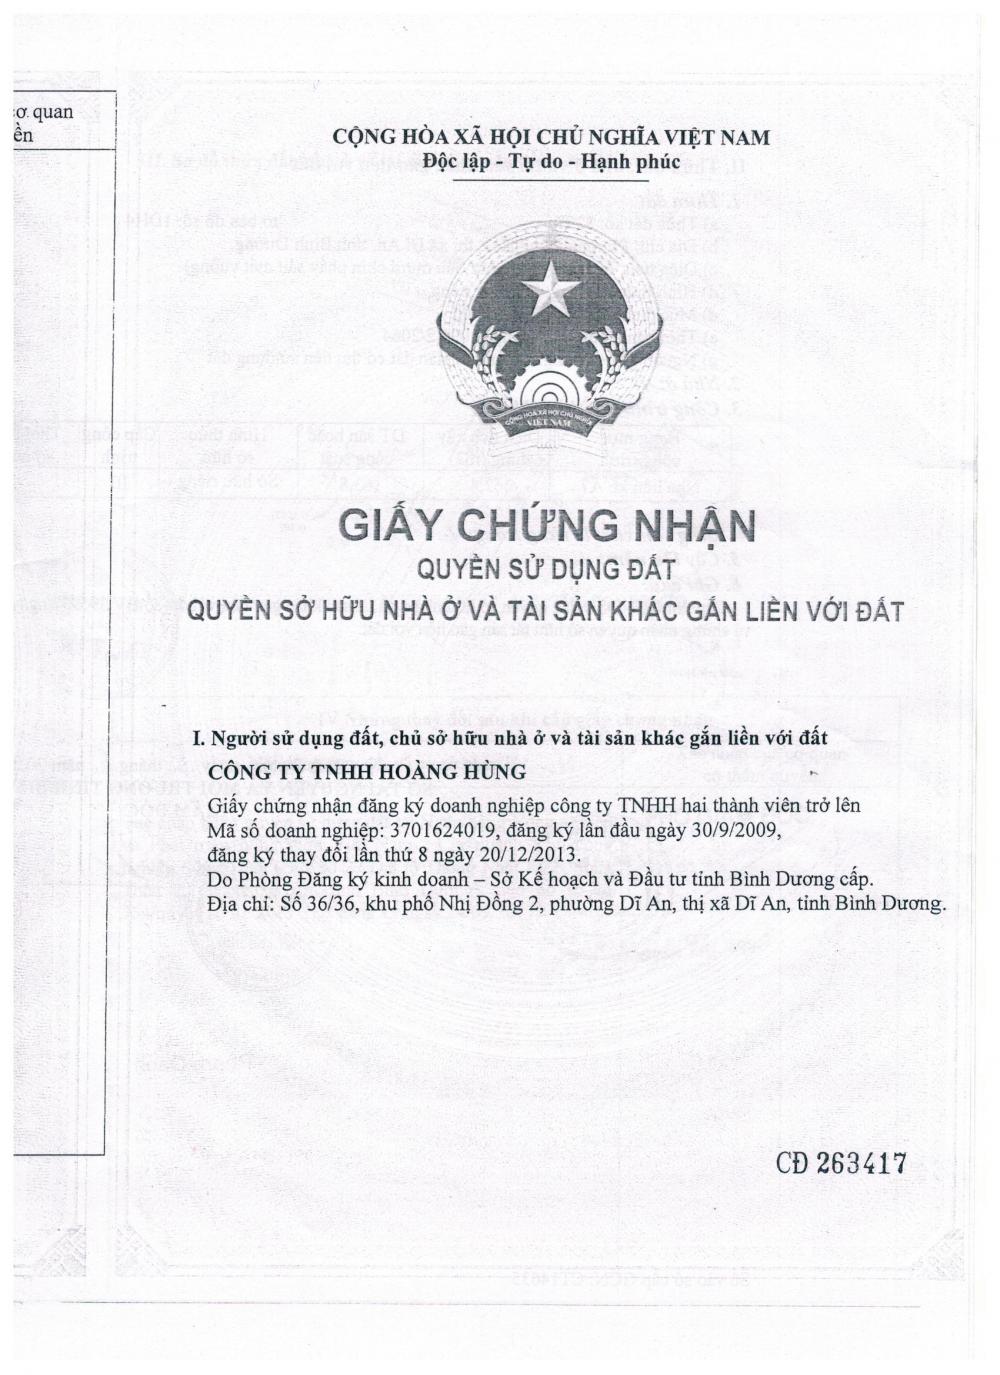 ơ quan
ền
CỘNG HÒA XÃ HỘI CHỦ NGHĨA VIỆT NAM
Độc lập - Tự do - Hạnh phúc
CỘNG HOÀ XÃ HỘI CHỦ NGHĨA
VIỆT NAM
GIẤY CHỨNG NHẬN
QUYỀN SỬ DỤNG ĐẤT
QUYỀN SỞ HỮU NHÀ Ở VÀ TÀI SẢN KHÁC GẮN LIỀN VỚI ĐẤT
I. Người sử dụng đất, chủ sở hữu nhà ở và tài sản khác gắn liền với đất
CÔNG TY TNHH HOÀNG HÙNG
Giấy chứng nhận đăng ký doanh nghiệp công ty TNHH hai thành viên trở lên
Mã số doanh nghiệp: 3701624019, đăng ký lần đầu ngày 30/9/2009,
đăng ký thay đổi lần thứ 8 ngày 20/12/2013.
Do Phòng Đăng ký kinh doanh – Sở Kế hoạch và Đầu tư tỉnh Bình Dương cấp.
Địa chỉ: Số 36/36, khu phố Nhị Đồng 2, phường Dĩ An, thị xã Dĩ An, tỉnh Bình Dương.
CĐ 263417